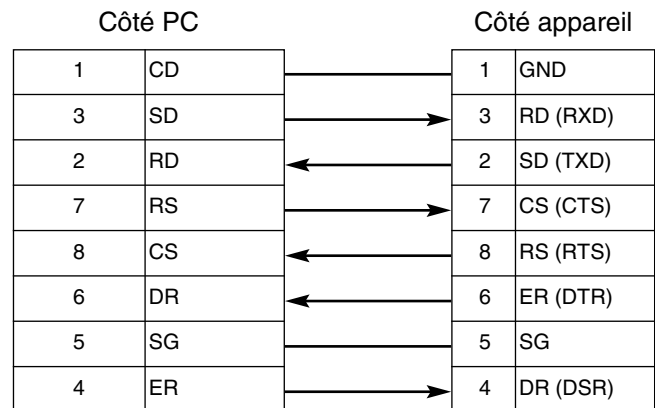 Côté PC Côté appareil
1 CD 1 GND
3 SD 3 RD (RXD)
2 RD 2 SD (TXD)
7 RS 7 CS (CTS)
8 CS 8 RS (RTS)
6 DR 6 ER (DTR)
5 SG 5 SG
4 ER 4 DR (DSR)